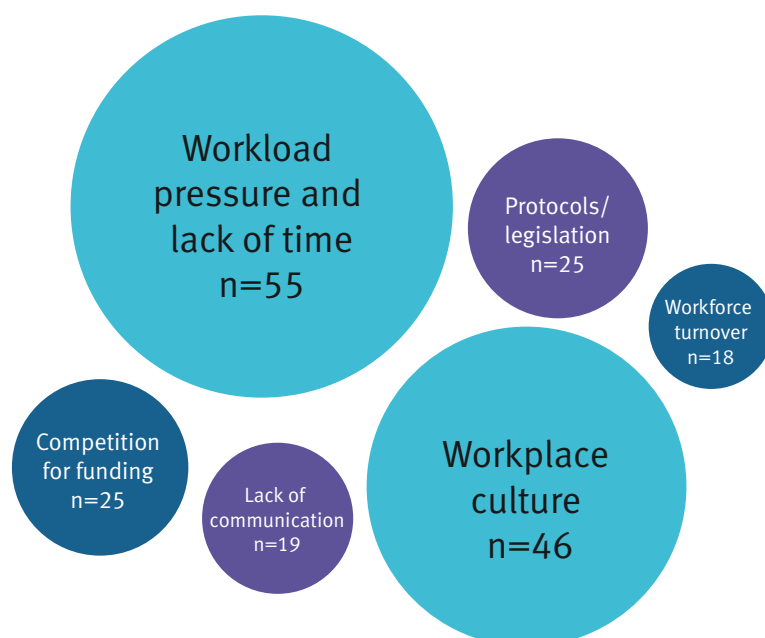 Workload
pressure and
lack of time
n=55
Protocols/
legislation
n=25
Workforce
turnover
n=18
Competition
for funding
n=25
Lack of
communication
n=19
Workplace
culture
n=46